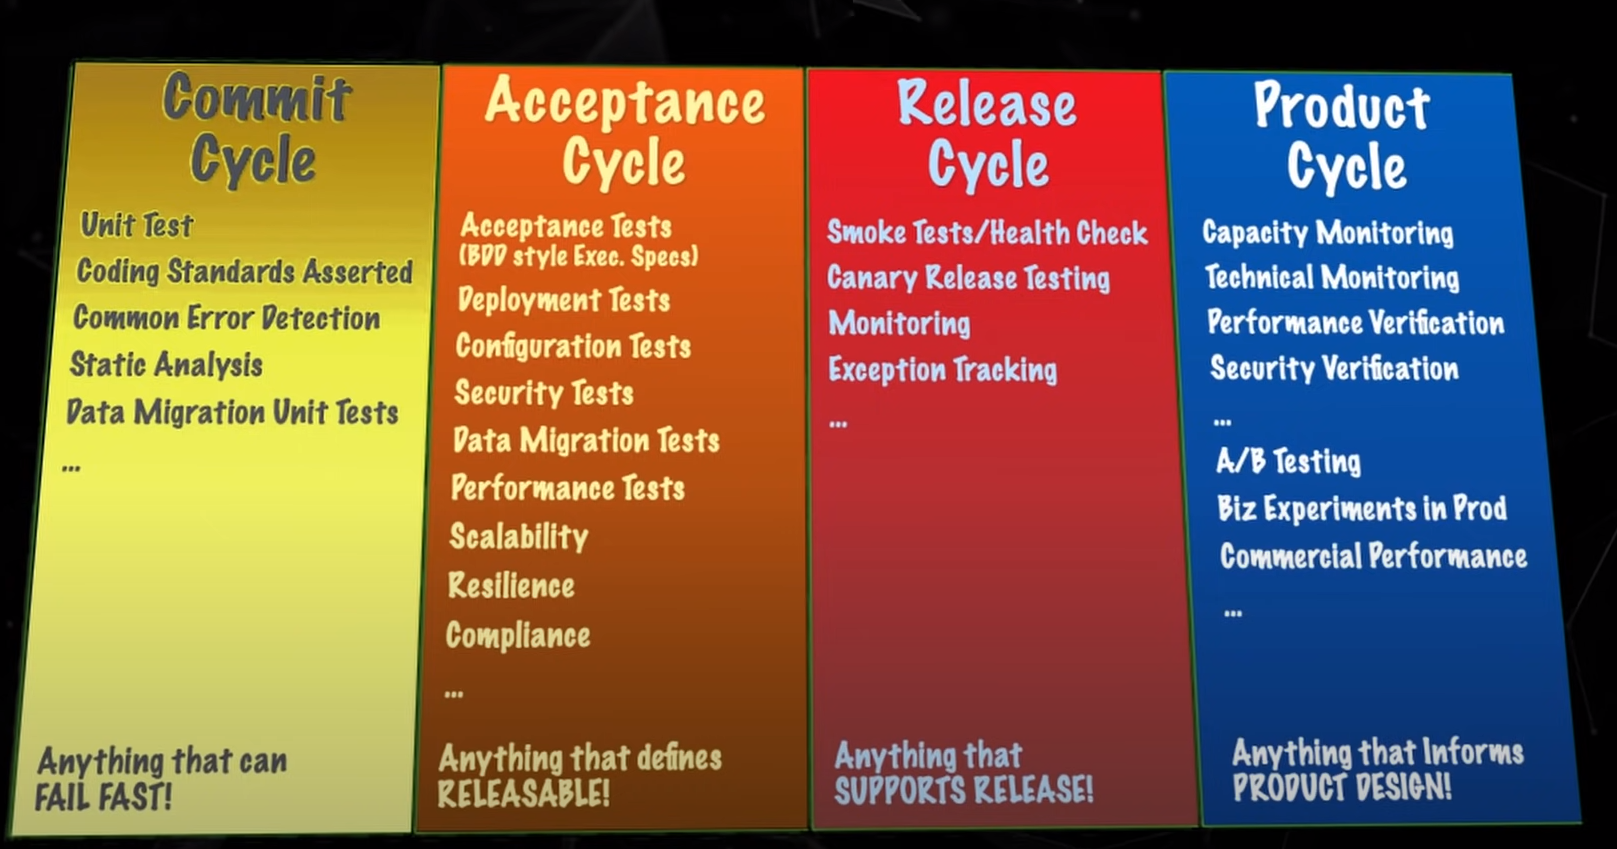 Commit
Cycle
Unit Test
Coding Standards Asserted
Common Error Detection
Static Analysis
Data Migration Unit Tests
...
Anything that can
FAIL FAST!
Acceptance
Cycle
Acceptance Tests
(BDD style Exec. Specs)
Deployment Tests
Configuration Tests
Security Tests
Data Migration Tests
Performance Tests
Scalability
Resilience
Compliance
...
Anything that defines
RELEASABLE!
Release
Cycle
Smoke Tests/Health Check
Canary Release Testing
Monitoring
Exception Tracking
...
Anything that
SUPPORTS RELEASE!
Product
Cycle
Capacity Monitoring
Technical Monitoring
Performance Verification
Security Verification
...
A/B Testing
Biz Experiments in Prod
Commercial Performance
...
Anything that Informs
PRODUCT DESIGN!